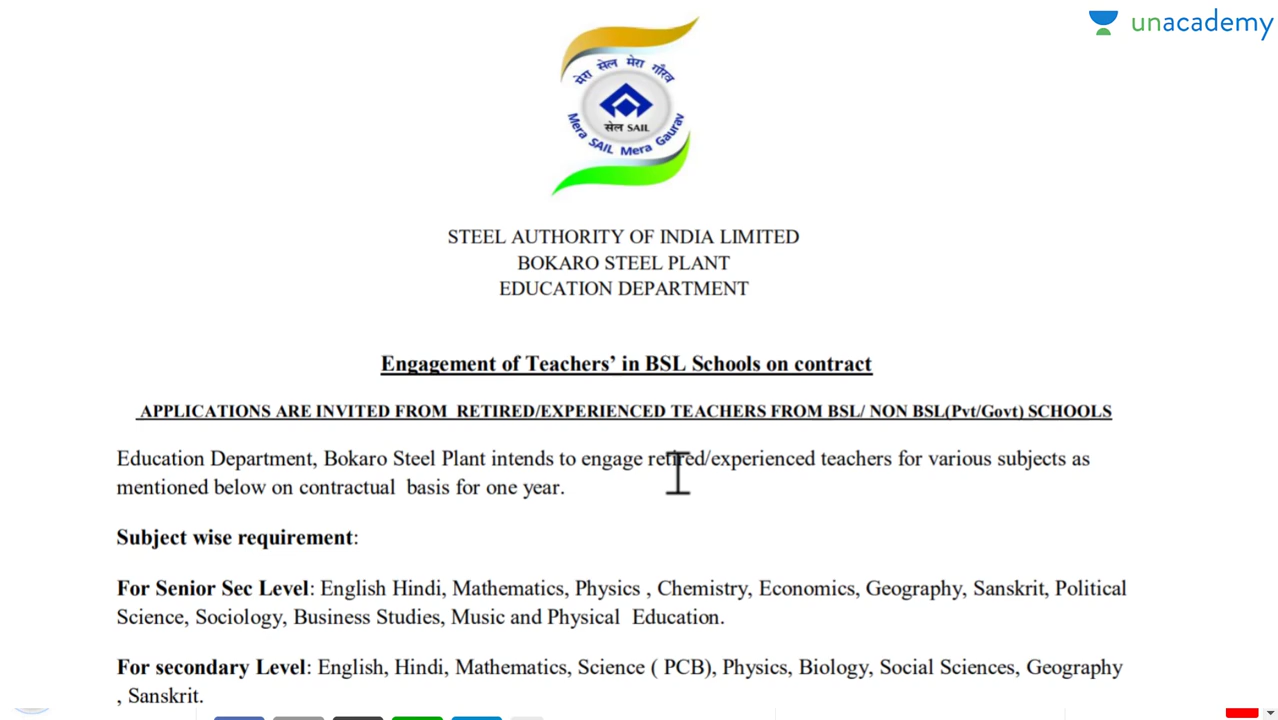 unacademy
मेरा सेल मेरा गौरव
सेल SAIL
Mera SAIL Mera Gaurav
STEEL AUTHORITY OF INDIA LIMITED
BOKARO STEEL PLANT
EDUCATION DEPARTMENT
Engagement of Teachers’ in BSL Schools on contract
APPLICATIONS ARE INVITED FROM RETIRED/EXPERIENCED TEACHERS FROM BSL/ NON BSL(Pvt/Govt) SCHOOLS
Education Department, Bokaro Steel Plant intends to engage retired/experienced teachers for various subjects as
mentioned below on contractual basis for one year.
Subject wise requirement:
For Senior Sec Level: English Hindi, Mathematics, Physics , Chemistry, Economics, Geography, Sanskrit, Political
Science, Sociology, Business Studies, Music and Physical Education.
For secondary Level: English, Hindi, Mathematics, Science ( PCB), Physics, Biology, Social Sciences, Geography
, Sanskrit.